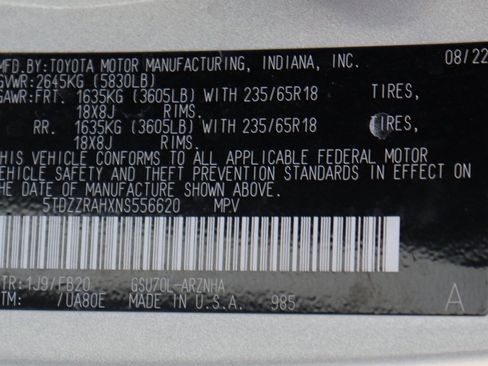 MFD.BY: TOYOTA MOTOR MANUFACTURING, INDIANA, INC. 08/22
GVWR: 2645KG (5830LB)
GAWR: FRT. 1635KG (3605LB) WITH 235/65R18 TIRES,
18X8J RIMS.
RR. 1635KG (3605LB) WITH 235/65R18 TIRES,
18X8J RIMS.
THIS VEHICLE CONFORMS TO ALL APPLICABLE FEDERAL MOTOR
VEHICLE SAFETY AND THEFT PREVENTION STANDARDS IN EFFECT ON
THE DATE OF MANUFACTURE SHOWN ABOVE.
5TDZZRAHXNS556620 M.P.V
TR: 1J9/FB20 GSU70L-ARZNHA
TM: /UA80E MADE IN U.S.A. 985 A